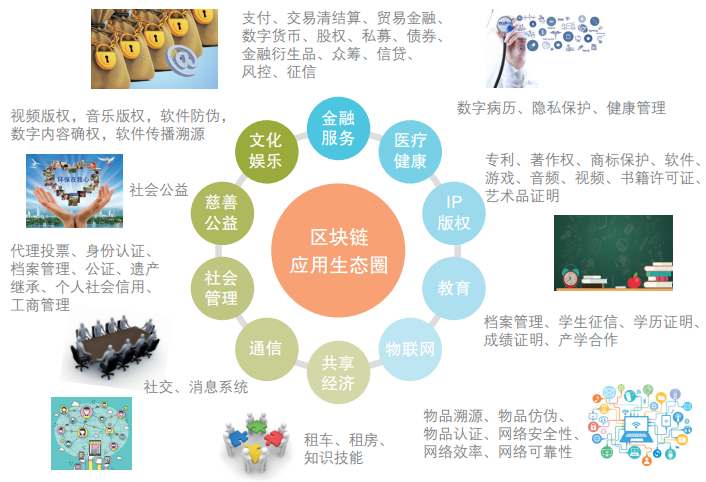 支付、交易清结算、贸易金融、
数字货币、股权、私募、债券、
金融衍生品、众筹、信贷、
风控、征信
视频版权，音乐版权，软件防伪，
数字内容确权，软件传播溯源
数字病历、隐私保护、健康管理
金融
服务
文化
娱乐
医疗
健康
环保在我心
社会公益
慈善
公益
IP
版权
专利、著作权、商标保护、软件、
游戏、音频、视频、书籍许可证、
艺术品证明
区块链
应用生态圈
代理投票、身份认证、
档案管理、公证、遗产
继承、个人社会信用、
工商管理
社会
管理
教育
档案管理、学生征信、学历证明、
成绩证明、产学合作
通信
物联网
共享
经济
社交、消息系统
租车、租房、
知识技能
物品溯源、物品仿伪、
物品认证、网络安全性、
网络效率、网络可靠性